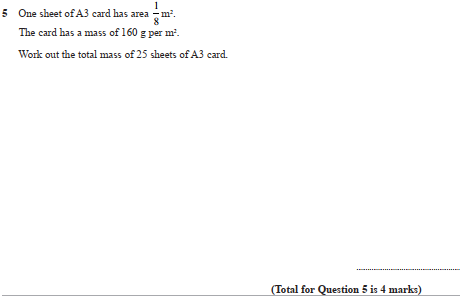 5 One sheet of A3 card has area 1/8 m².
The card has a mass of 160 g per m².
Work out the total mass of 25 sheets of A3 card.
(Total for Question 5 is 4 marks)